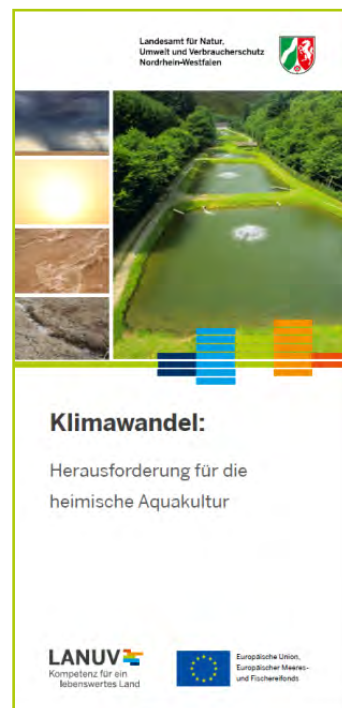 Landesamt für Natur,
Umwelt und Verbraucherschutz
Nordrhein-Westfalen
Klimawandel:
Herausforderung für die
heimische Aquakultur
LANUV
Kompetenz für ein
lebenswertes Land
Europäische Union,
Europäischer Meeres-
und Fischereifonds